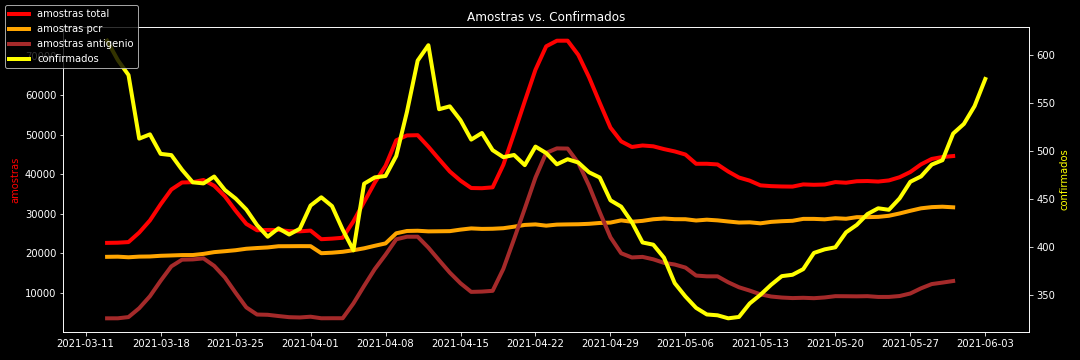 Amostras vs. Confirmados
amostras total
amostras pcr
amostras antigenio
confirmados
70000
60000
50000
40000
30000
20000
10000
amostras
600
550
500
450
400
350
confirmados
2021-03-11 2021-03-18 2021-03-25 2021-04-01 2021-04-08 2021-04-15 2021-04-22 2021-04-29 2021-05-06 2021-05-13 2021-05-20 2021-05-27 2021-06-03